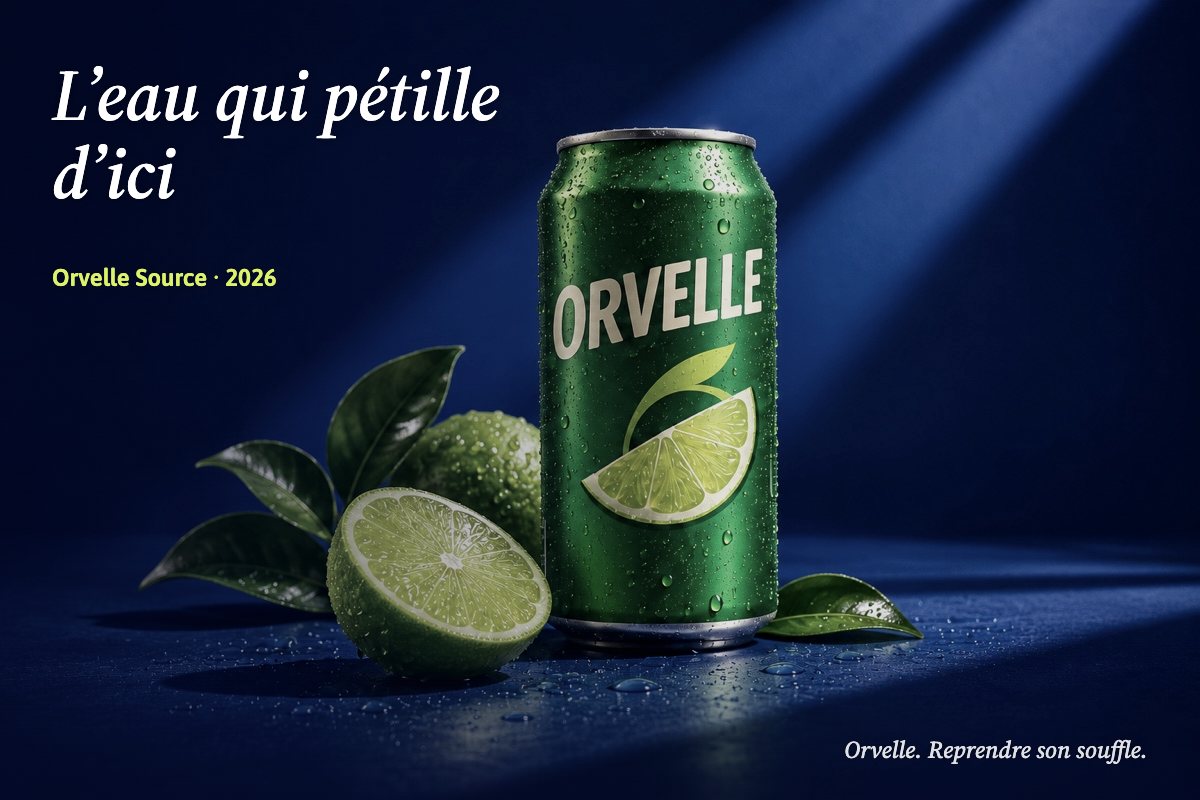 L’eau qui pétille
d’ici
Orvelle Source · 2026
ORVELLE
Orvelle. Reprendre son souffle.